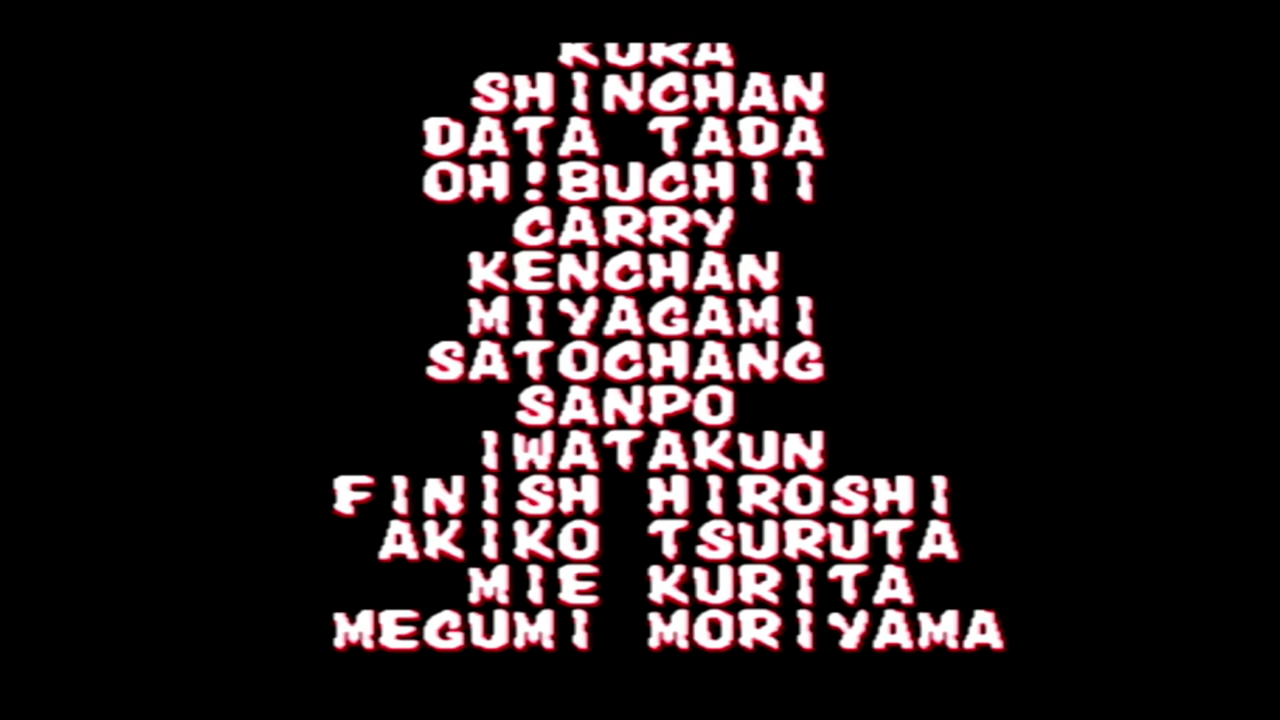 KURA
SHINCHAN
DATA TADA
OH!BUCHII
CARRY
KENCHAN
MIYAGAMI
SATOCHANG
SANPO
IWATAKUN
FINISH HIROSHI
AKIKO TSURUTA
MIE KURITA
MEGUMI MORIYAMA